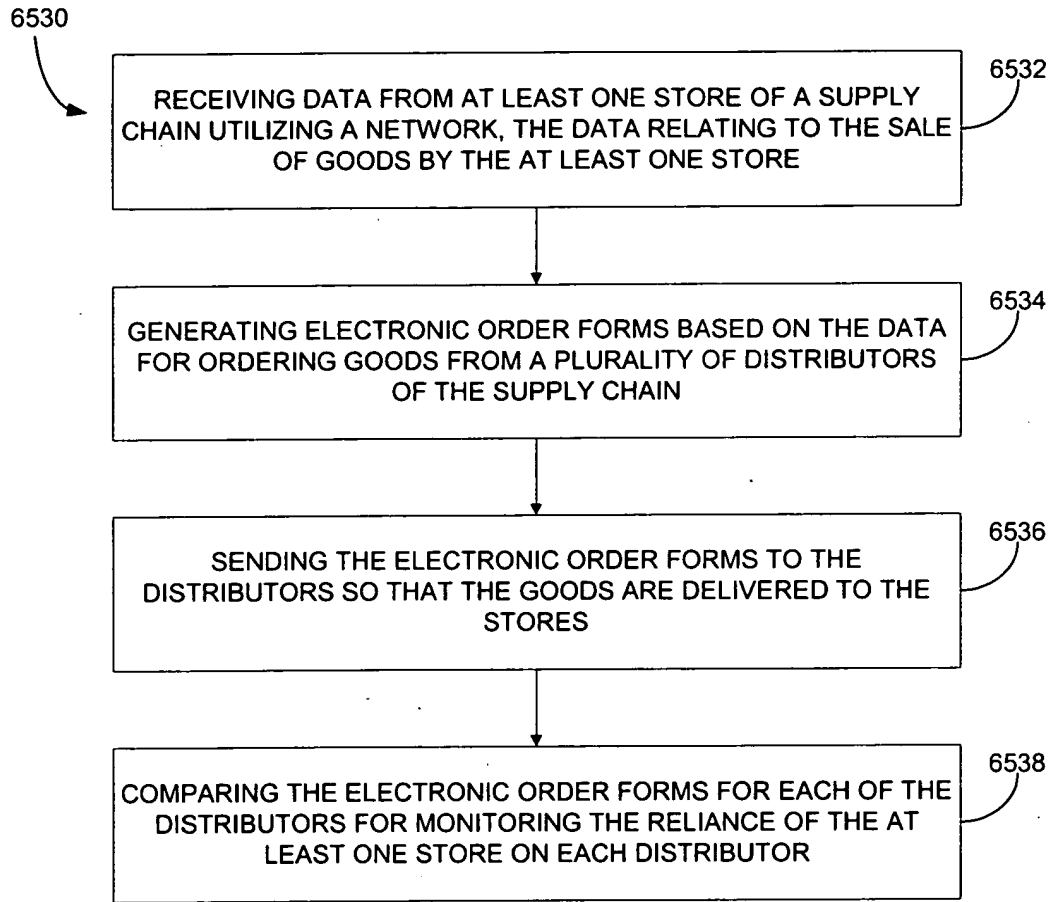 6530
6532
RECEIVING DATA FROM AT LEAST ONE STORE OF A SUPPLY
CHAIN UTILIZING A NETWORK, THE DATA RELATING TO THE SALE
OF GOODS BY THE AT LEAST ONE STORE
6534
GENERATING ELECTRONIC ORDER FORMS BASED ON THE DATA
FOR ORDERING GOODS FROM A PLURALITY OF DISTRIBUTORS
OF THE SUPPLY CHAIN
6536
SENDING THE ELECTRONIC ORDER FORMS TO THE
DISTRIBUTORS SO THAT THE GOODS ARE DELIVERED TO THE
STORES
6538
COMPARING THE ELECTRONIC ORDER FORMS FOR EACH OF THE
DISTRIBUTORS FOR MONITORING THE RELIANCE OF THE AT
LEAST ONE STORE ON EACH DISTRIBUTOR